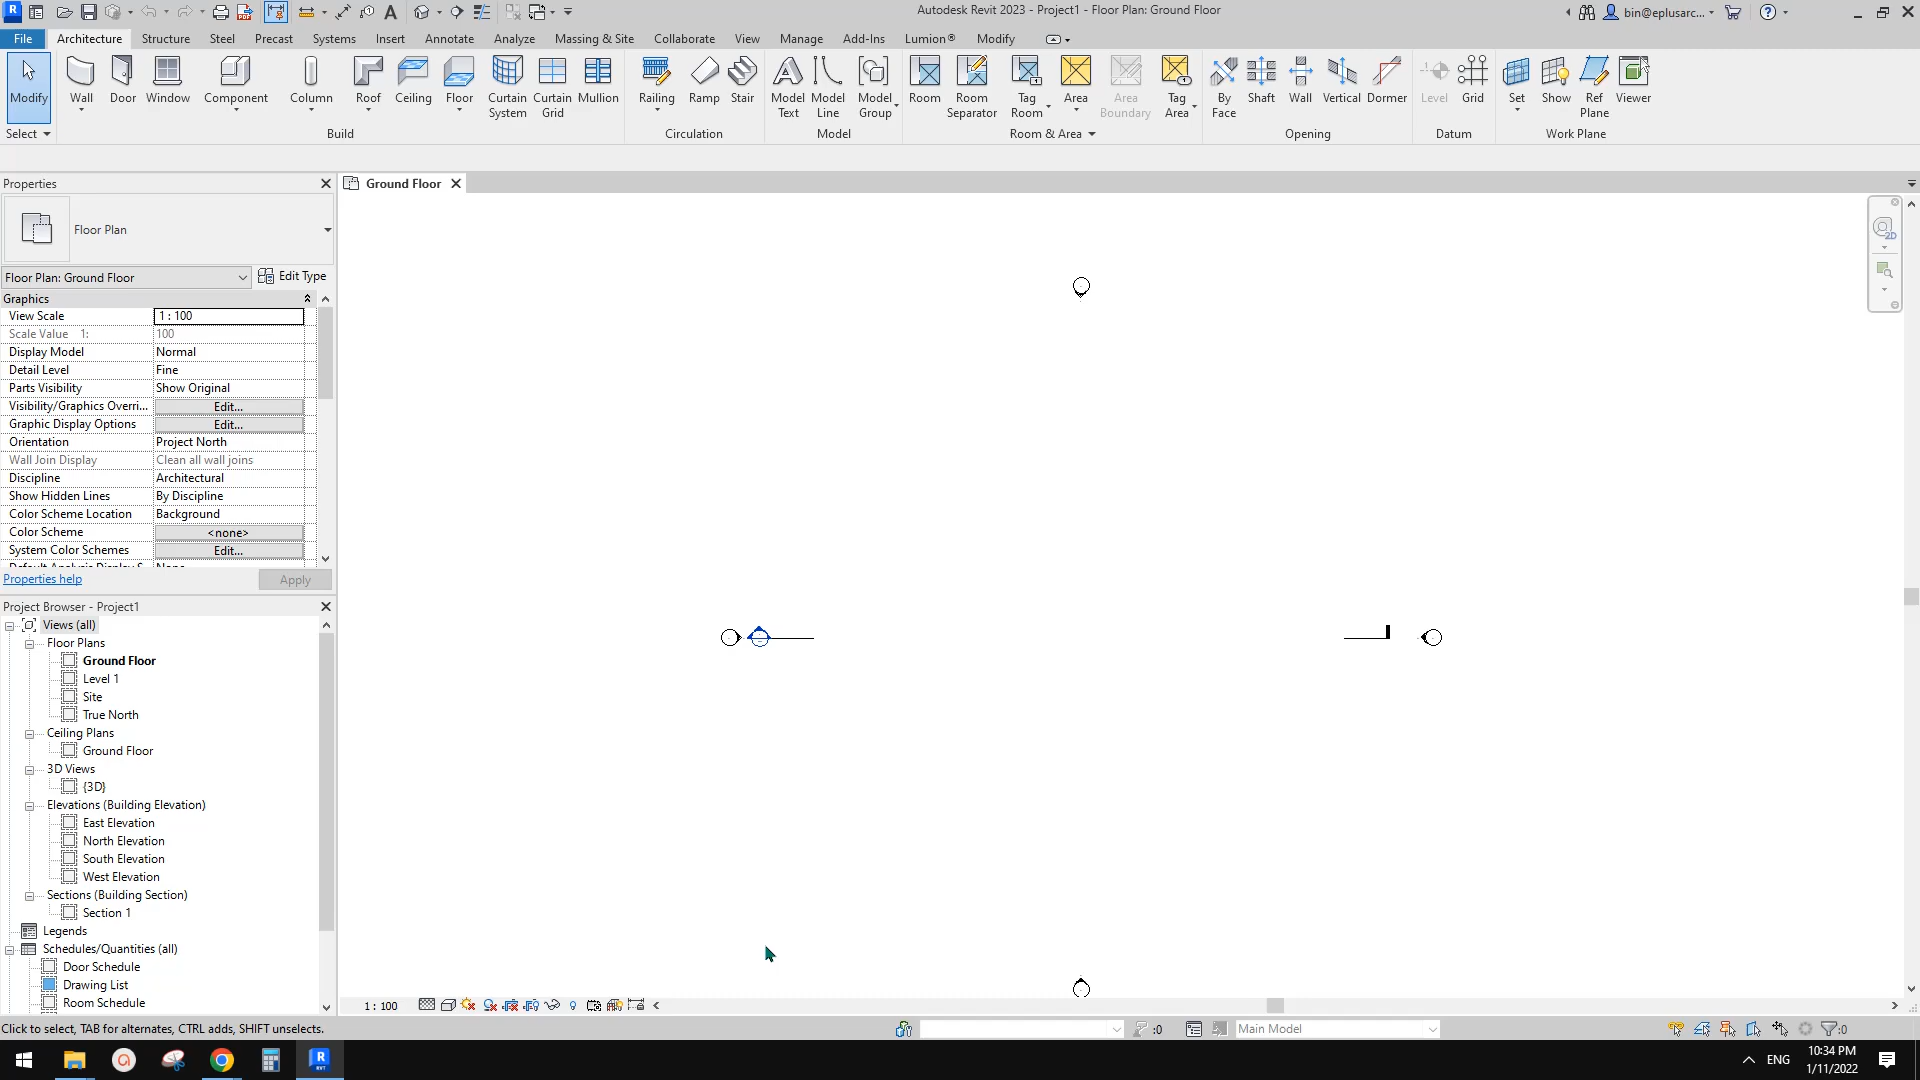 Autodesk Revit 2023 - Project1 - Floor Plan: Ground Floor
bin@eplusarc...
File Architecture Structure Steel Precast Systems Insert Annotate Analyze Massing & Site Collaborate View Manage Add-Ins Lumion® Modify
Modify Wall Door Window Component Column Roof Ceiling Floor Curtain System Curtain Grid Mullion Railing Ramp Stair Model Text Model Line Model Group Room Room Separator Tag Room Area Area Boundary Tag Area By Face Shaft Wall Vertical Dormer Level Grid Set Show Ref Plane Viewer
Select Build Circulation Model Room & Area Opening Datum Work Plane
Properties
Ground Floor
Floor Plan
Floor Plan: Ground Floor Edit Type
Graphics
View Scale 1 : 100
Scale Value 1: 100
Display Model Normal
Detail Level Fine
Parts Visibility Show Original
Visibility/Graphics Overri... Edit...
Graphic Display Options Edit...
Orientation Project North
Wall Join Display Clean all wall joins
Discipline Architectural
Show Hidden Lines By Discipline
Color Scheme Location Background
Color Scheme <none>
System Color Schemes Edit...
Default Analysis Display S... None
Properties help Apply
Project Browser - Project1
Views (all)
Floor Plans
Ground Floor
Level 1
Site
True North
Ceiling Plans
Ground Floor
3D Views
{3D}
Elevations (Building Elevation)
East Elevation
North Elevation
South Elevation
West Elevation
Sections (Building Section)
Section 1
Legends
Schedules/Quantities (all)
Door Schedule
Drawing List
Room Schedule
1 : 100
Click to select, TAB for alternates, CTRL adds, SHIFT unselects.
:0
Main Model
:0
ENG
10:34 PM
1/11/2022